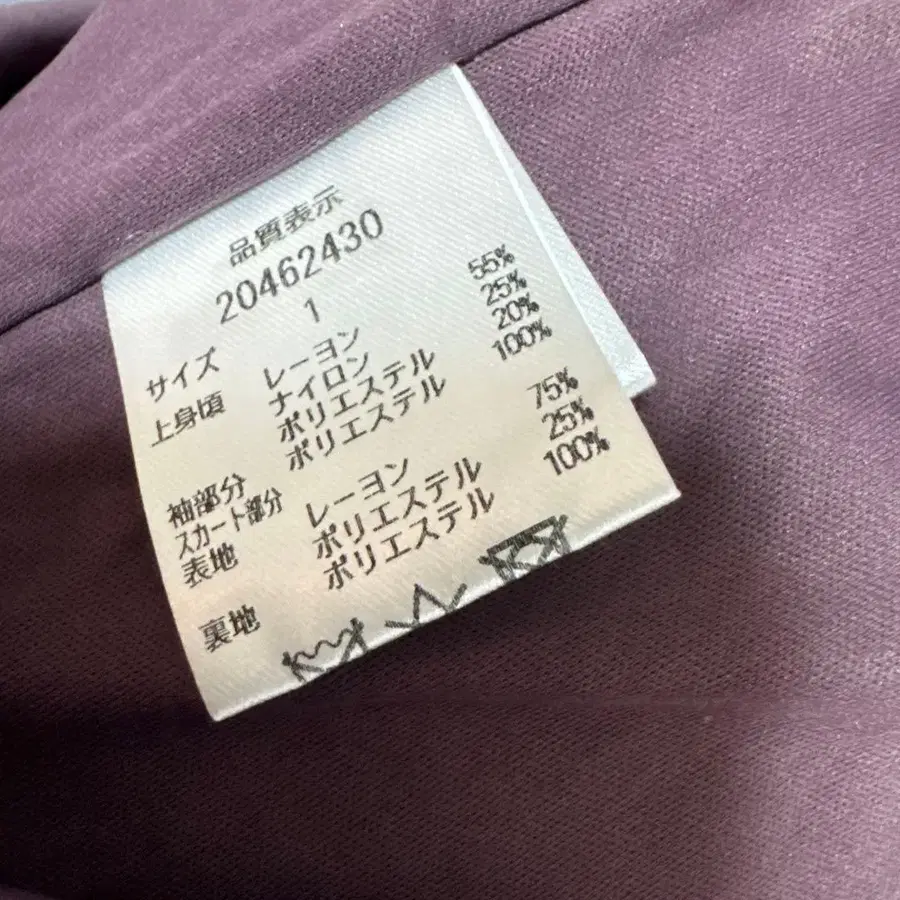 品質表示
20462430
サイズ 1
上身頃 レーヨン 55%
ナイロン 25%
ポリエステル 20%
袖部分 ポリエステル 100%
スカート部分
表地 レーヨン 75%
ポリエステル 25%
裏地 ポリエステル 100%